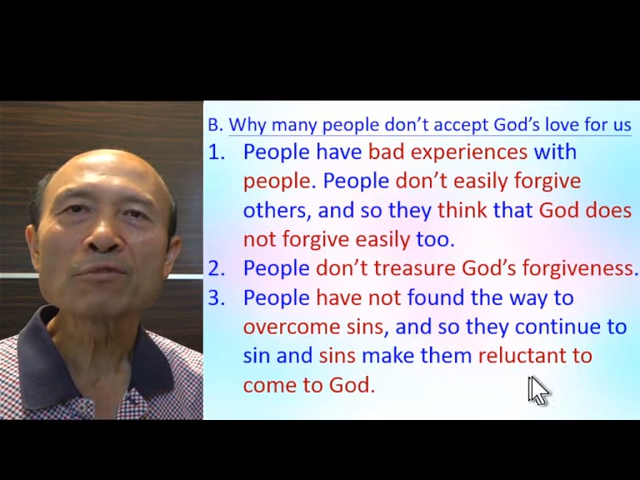 B. Why many people don't accept God's love for us
1. People have bad experiences with
people. People don't easily forgive
others, and so they think that God does
not forgive easily too.
2. People don't treasure God's forgiveness.
3. People have not found the way to
overcome sins, and so they continue to
sin and sins make them reluctant to
come to God.